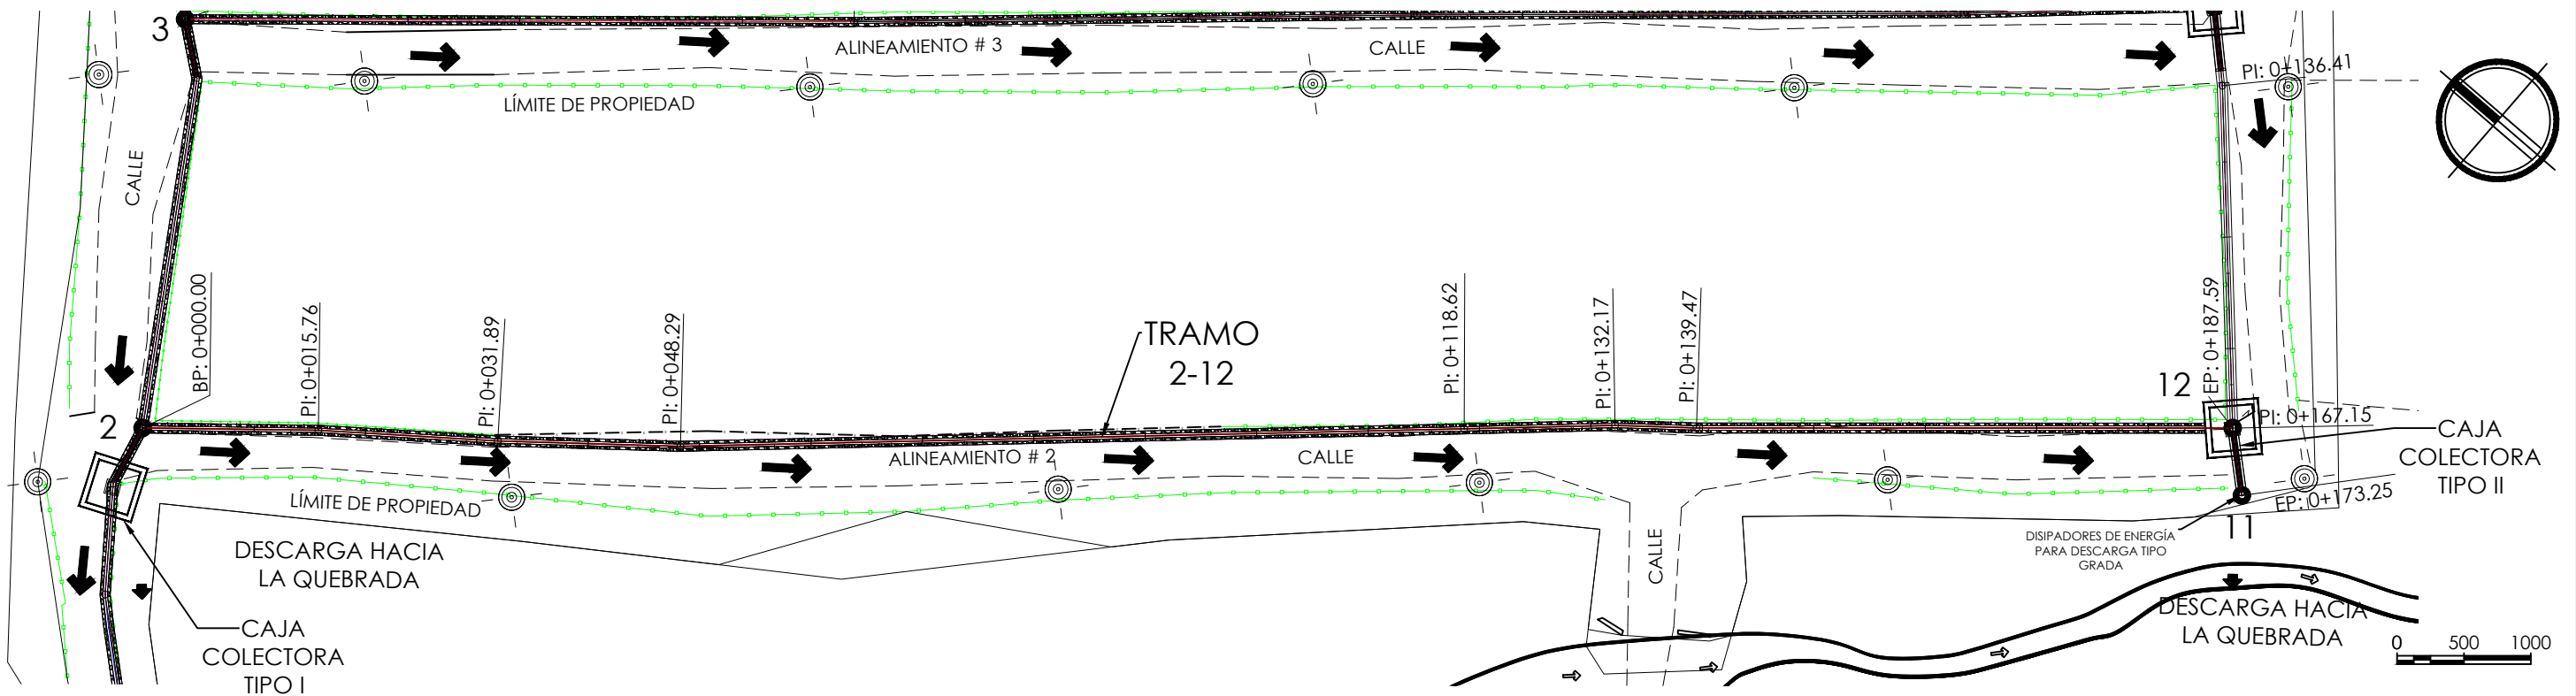 3
ALINEAMIENTO # 3
CALLE
PI: 0+136.41
LÍMITE DE PROPIEDAD
CALLE
BP: 0+000.00
PI: 0+015.76
PI: 0+031.89
PI: 0+048.29
TRAMO
2-12
PI: 0+118.62
PI: 0+132.17
PI: 0+139.47
EP: 0+187.59
12
PI: 0+167.15
2
ALINEAMIENTO # 2
CALLE
CAJA
COLECTORA
TIPO II
LÍMITE DE PROPIEDAD
EP: 0+173.25
11
DISIPADORES DE ENERGÍA
PARA DESCARGA TIPO
GRADA
DESCARGA HACIA
LA QUEBRADA
CALLE
DESCARGA HACIA
LA QUEBRADA
CAJA
COLECTORA
TIPO I
0 500 1000